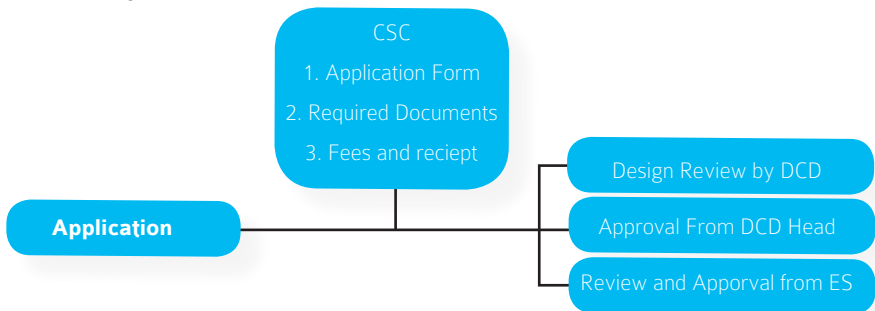 CSC
1. Application Form
2. Required Documents
3. Fees and reciept
Application
Design Review by DCD
Approval From DCD Head
Review and Apporval from ES